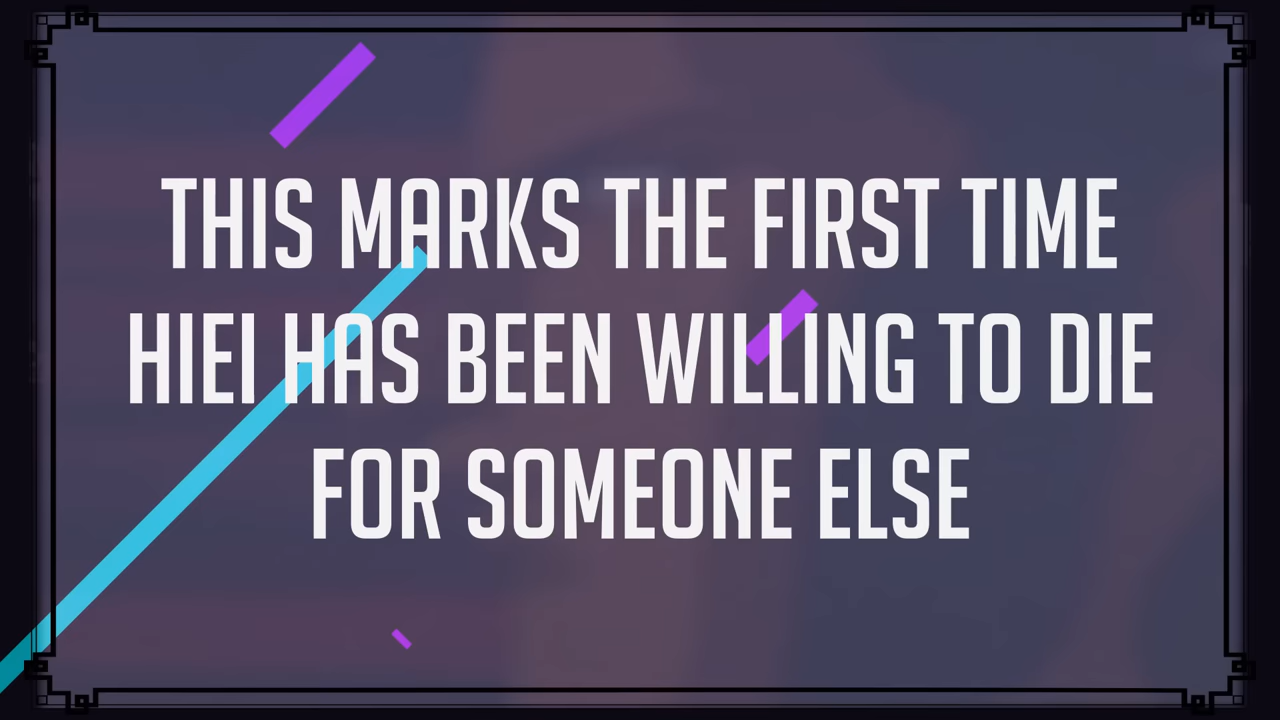 THIS MARKS THE FIRST TIME
HIEI HAS BEEN WILLING TO DIE
FOR SOMEONE ELSE